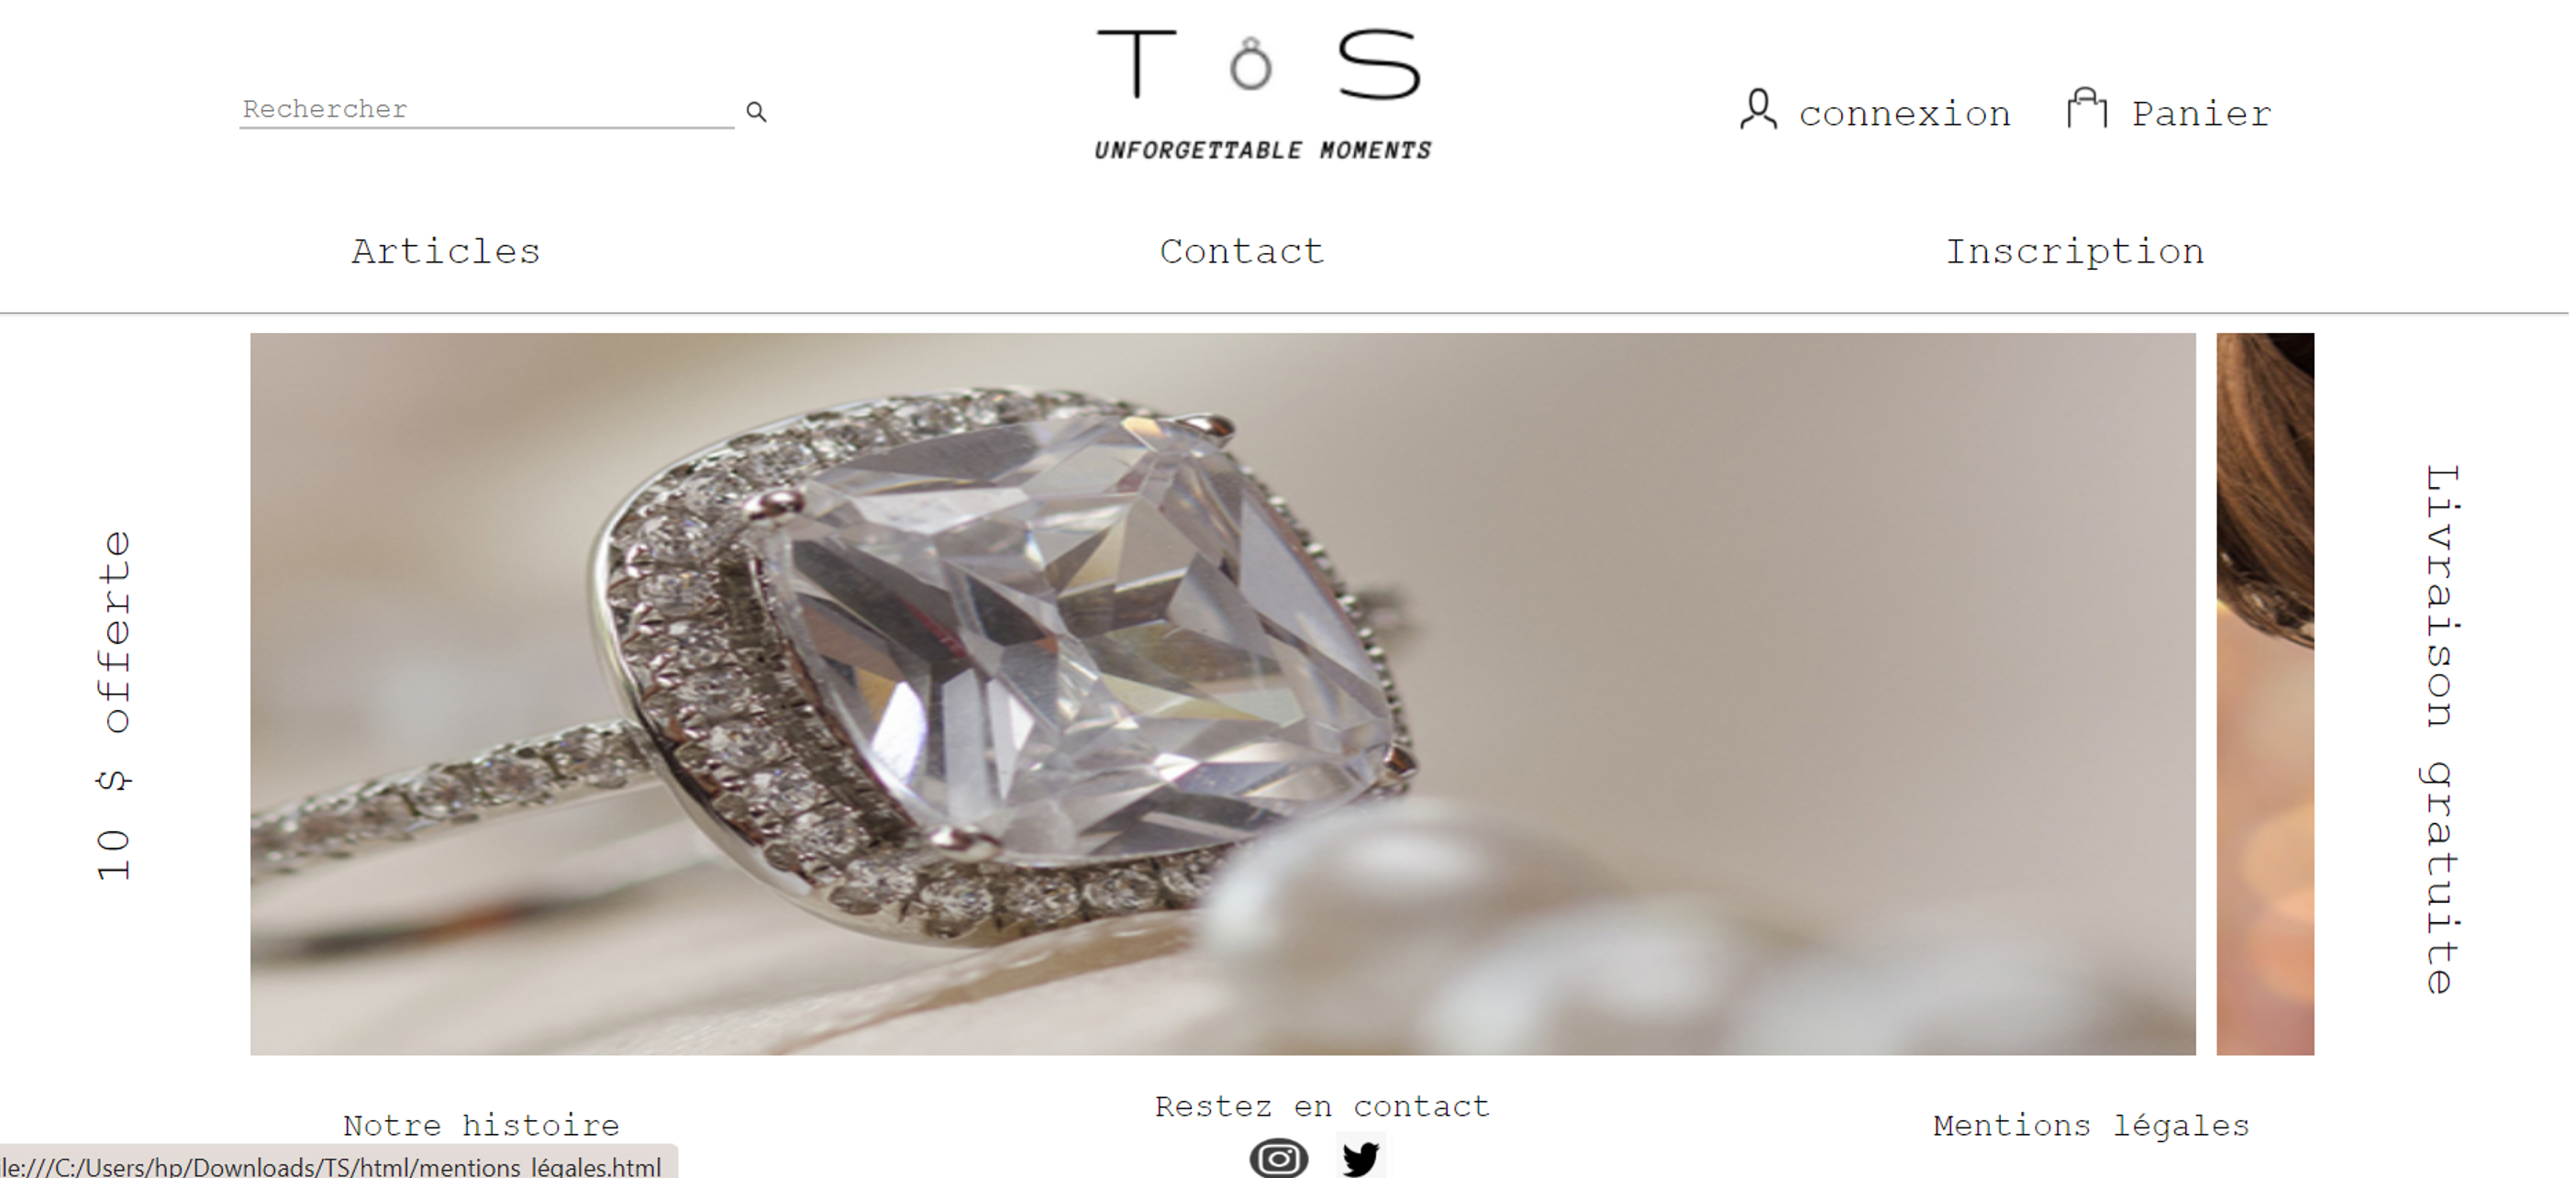 T S
UNFORGETTABLE MOMENTS
Rechercher
connexion
Panier
Articles
Contact
Inscription
10 $ offerte
Livraison gratuite
Notre histoire
Restez en contact
Mentions légales
ile:///C:/Users/hp/Downloads/TS/html/mentions_légales.html